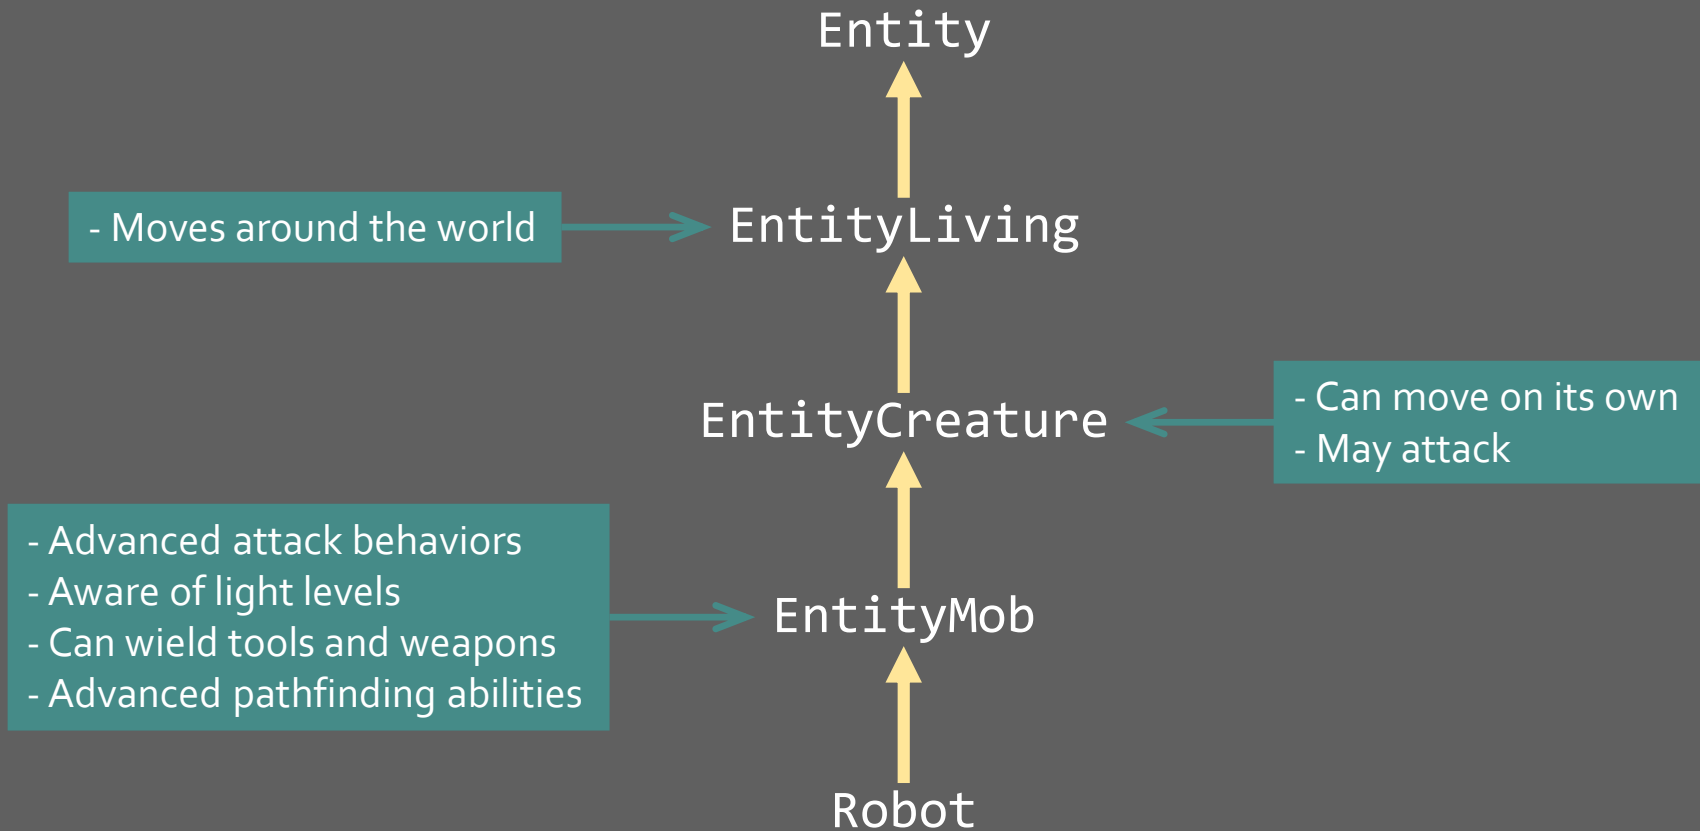 Entity
- Moves around the world
EntityLiving
EntityCreature
- Can move on its own
- May attack
- Advanced attack behaviors
- Aware of light levels
- Can wield tools and weapons
- Advanced pathfinding abilities
EntityMob
Robot